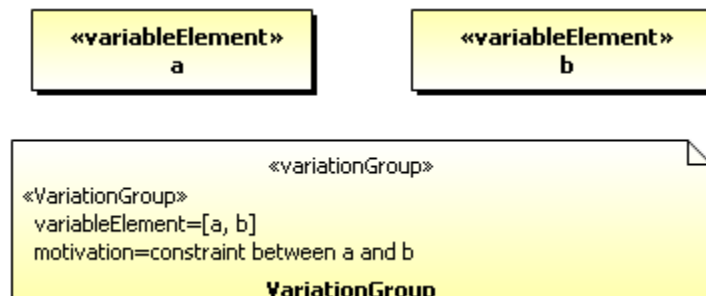 «variableElement»
a
«variableElement»
b
«variationGroup»
«VariationGroup»
variableElement=[a, b]
motivation=constraint between a and b
VariationGroup